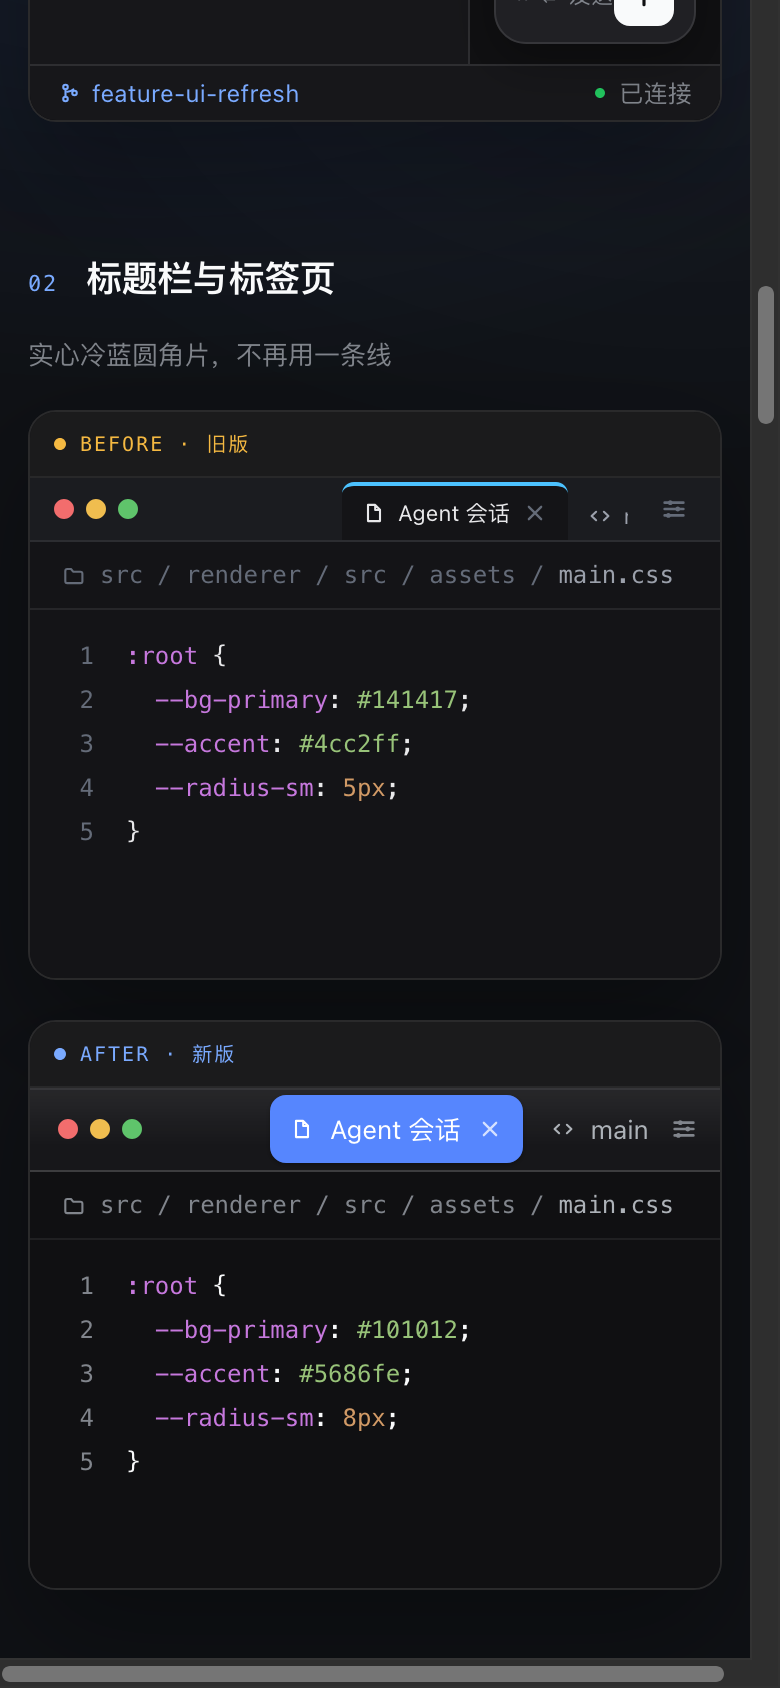 feature-ui-refresh 已连接
02 标题栏与标签页
实心冷蓝圆角片，不再用一条线
BEFORE · 旧版
Agent 会话
src / renderer / src / assets / main.css
1 :root {
2 --bg-primary: #141417;
3 --accent: #4cc2ff;
4 --radius-sm: 5px;
5 }
AFTER · 新版
Agent 会话 main
src / renderer / src / assets / main.css
1 :root {
2 --bg-primary: #101012;
3 --accent: #5686fe;
4 --radius-sm: 8px;
5 }